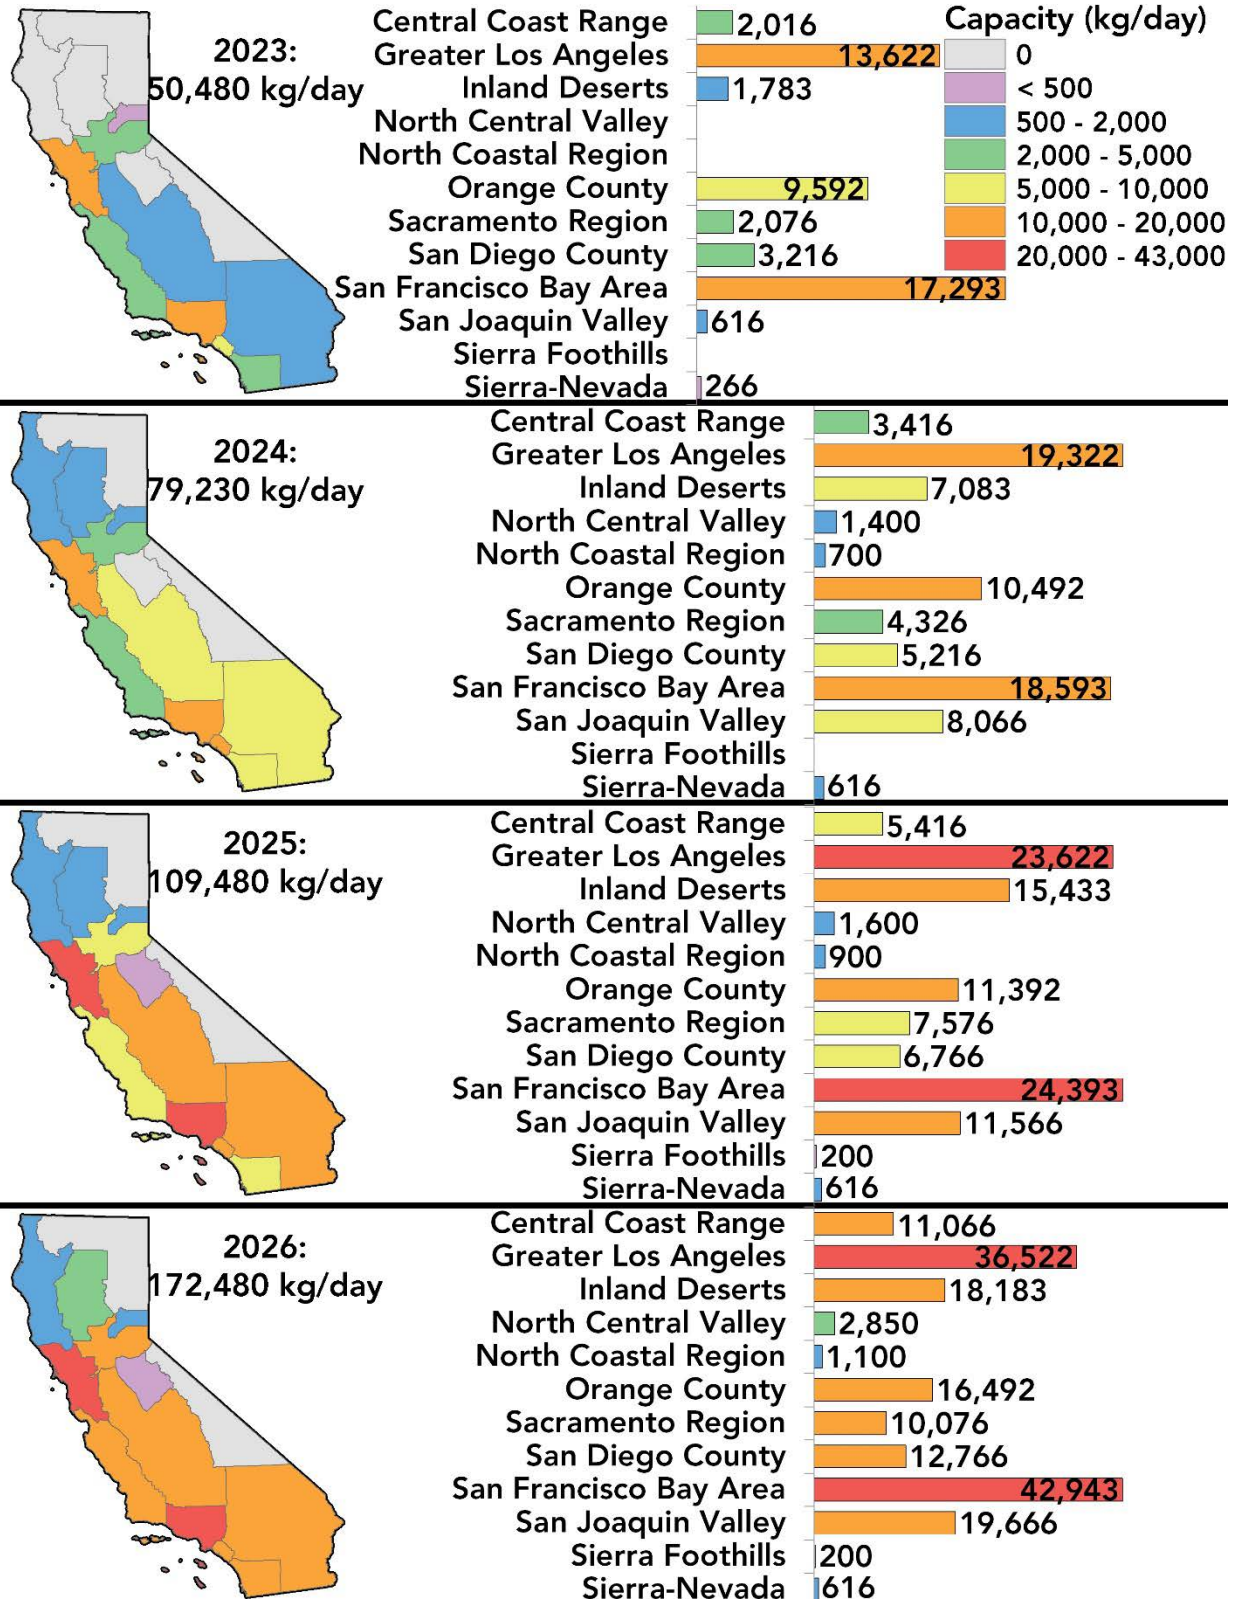 2023:
50,480 kg/day
Central Coast Range 2,016
Greater Los Angeles 13,622
Inland Deserts 1,783
North Central Valley
North Coastal Region
Orange County 9,592
Sacramento Region 2,076
San Diego County 3,216
San Francisco Bay Area 17,293
San Joaquin Valley 616
Sierra Foothills
Sierra-Nevada 266
Capacity (kg/day)
0
< 500
500 - 2,000
2,000 - 5,000
5,000 - 10,000
10,000 - 20,000
20,000 - 43,000
2024:
79,230 kg/day
Central Coast Range 3,416
Greater Los Angeles 19,322
Inland Deserts 7,083
North Central Valley 1,400
North Coastal Region 700
Orange County 10,492
Sacramento Region 4,326
San Diego County 5,216
San Francisco Bay Area 18,593
San Joaquin Valley 8,066
Sierra Foothills
Sierra-Nevada 616
2025:
109,480 kg/day
Central Coast Range 5,416
Greater Los Angeles 23,622
Inland Deserts 15,433
North Central Valley 1,600
North Coastal Region 900
Orange County 11,392
Sacramento Region 7,576
San Diego County 6,766
San Francisco Bay Area 24,393
San Joaquin Valley 11,566
Sierra Foothills 200
Sierra-Nevada 616
2026:
172,480 kg/day
Central Coast Range 11,066
Greater Los Angeles 36,522
Inland Deserts 18,183
North Central Valley 2,850
North Coastal Region 1,100
Orange County 16,492
Sacramento Region 10,076
San Diego County 12,766
San Francisco Bay Area 42,943
San Joaquin Valley 19,666
Sierra Foothills 200
Sierra-Nevada 616